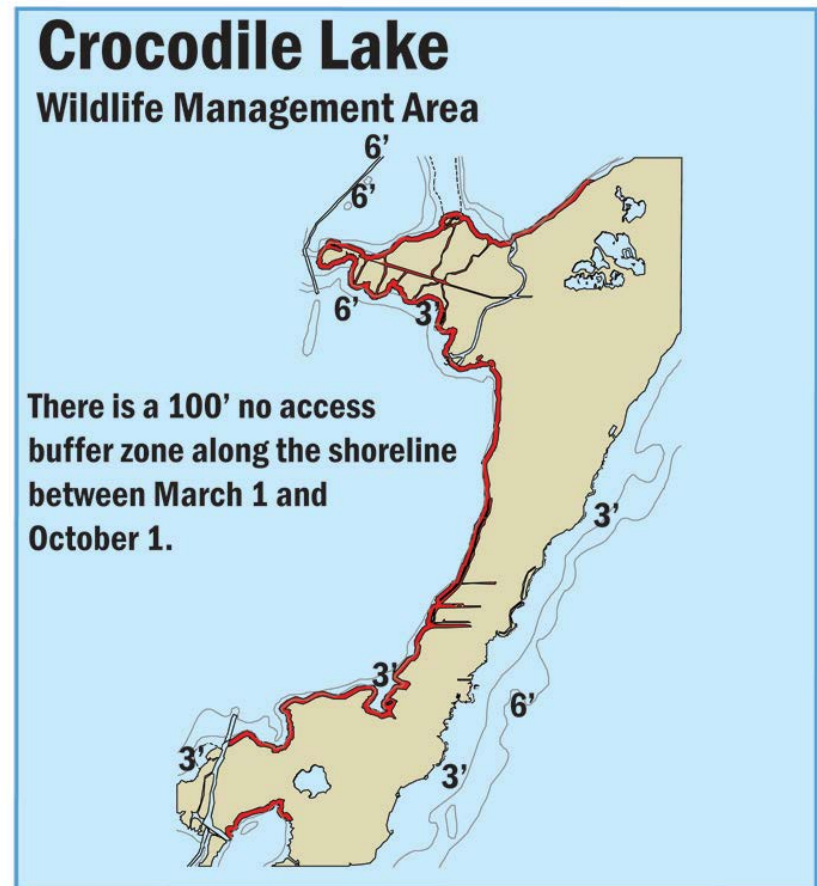 Crocodile Lake
Wildlife Management Area
6’
6’
6’
3’
There is a 100’ no access
buffer zone along the shoreline
between March 1 and
October 1.
3’
3’
6’
3’
3’